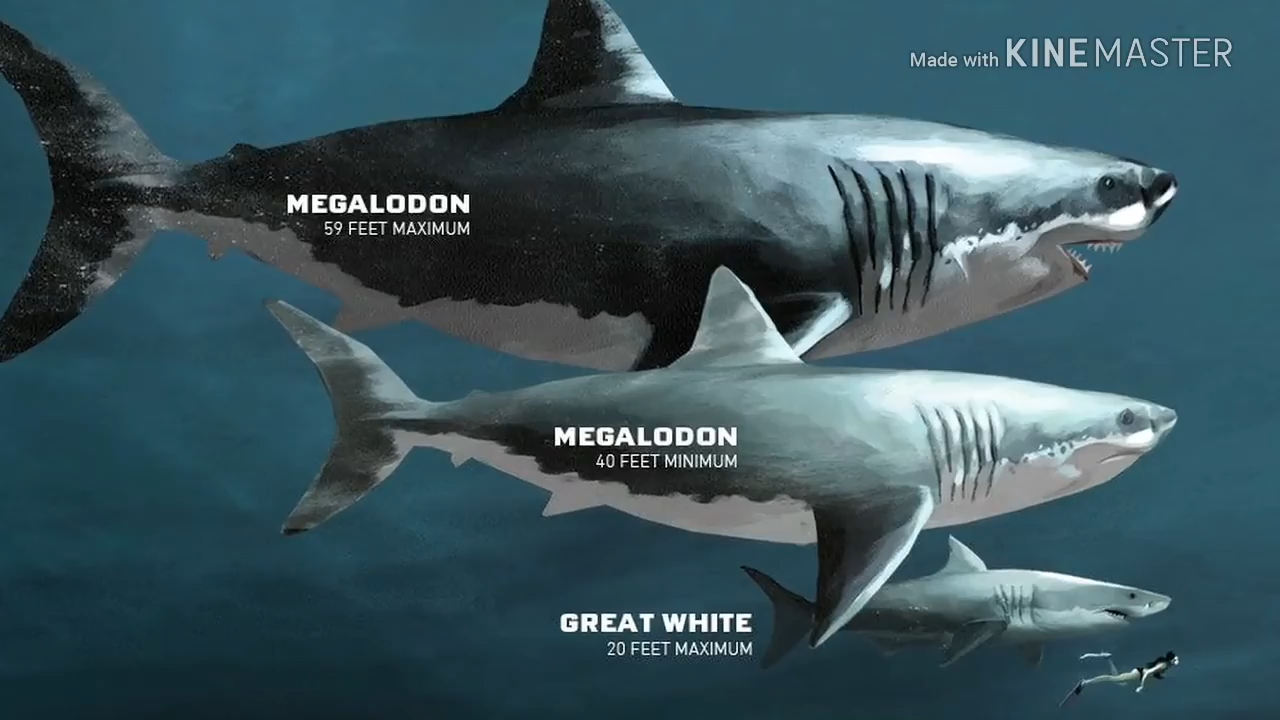 Made with KINEMASTER
MEGALODON
59 FEET MAXIMUM
MEGALODON
40 FEET MINIMUM
GREAT WHITE
20 FEET MAXIMUM